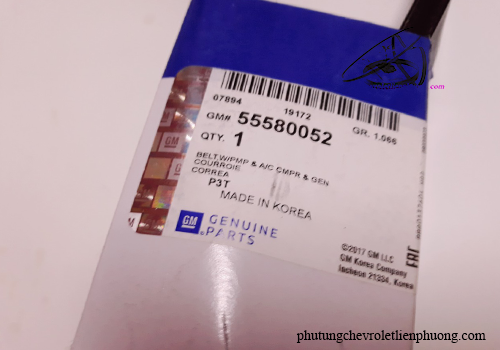 .com
07894 19172 GR. 1.066
GM# 55580052
QTY. 1
BELT.W/PMP & A/C CMPR & GEN
COURROIE
CORREA
P3T
MADE IN KOREA
GM GENUINE
PARTS
©2017 GM LLC
GM Korea Company
Incheon 21334, Korea
EAC
GM
phutungchevroletlienphuong.com